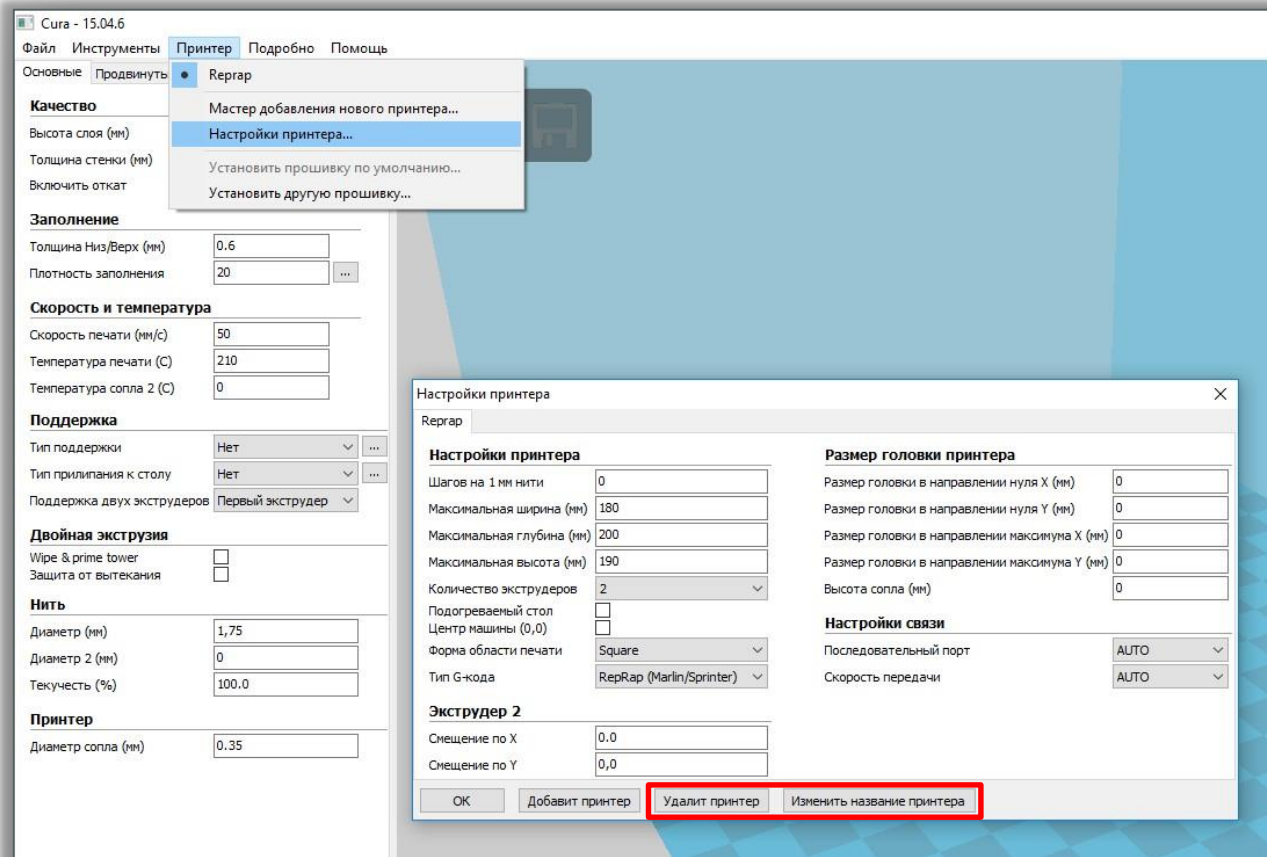 Cura - 15.04.6
Файл Инструменты Принтер Подробно Помощь
Основные Продвинуть
Reprap
Мастер добавления нового принтера...
Настройки принтера...
Установить прошивку по умолчанию...
Установить другую прошивку...
Качество
Высота слоя (мм)
Толщина стенки (мм)
Включить откат
Заполнение
Толщина Низ/Верх (мм) 0.6
Плотность заполнения 20 ...
Скорость и температура
Скорость печати (мм/с) 50
Температура печати (C) 210
Температура сопла 2 (C) 0
Поддержка
Тип поддержки Нет ...
Тип прилипания к столу Нет ...
Поддержка двух экструдеров Первый экструдер
Двойная экструзия
Wipe & prime tower
Защита от вытекания
Нить
Диаметр (мм) 1,75
Диаметр 2 (мм) 0
Текучесть (%) 100.0
Принтер
Диаметр сопла (мм) 0.35
Настройки принтера
Reprap
Настройки принтера
Шагов на 1 мм нити 0
Максимальная ширина (мм) 180
Максимальная глубина (мм) 200
Максимальная высота (мм) 190
Количество экструдеров 2
Подогреваемый стол
Центр машины (0,0)
Форма области печати Square
Тип G-кода RepRap (Marlin/Sprinter)
Экструдер 2
Смещение по X 0.0
Смещение по Y 0,0
Размер головки принтера
Размер головки в направлении нуля X (мм) 0
Размер головки в направлении нуля Y (мм) 0
Размер головки в направлении максимума X (мм) 0
Размер головки в направлении максимума Y (мм) 0
Высота сопла (мм) 0
Настройки связи
Последовательный порт AUTO
Скорость передачи AUTO
OK Добавит принтер Удалит принтер Изменить название принтера